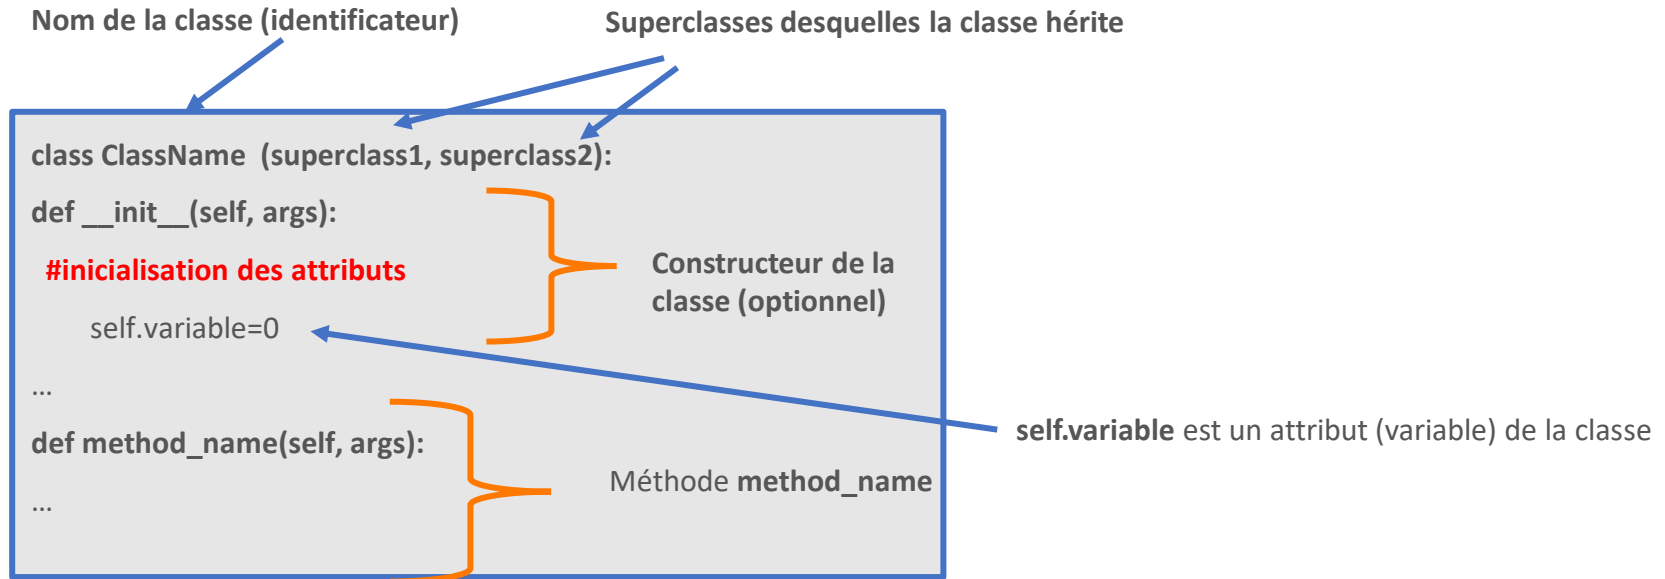 Nom de la classe (identificateur)
Superclasses desquelles la classe hérite
class ClassName  (superclass1, superclass2):
def __init__(self, args):
#inicialisation des attributs
self.variable=0
...
def method_name(self, args):
...
Constructeur de la
classe (optionnel)
self.variable est un attribut (variable) de la classe
Méthode method_name